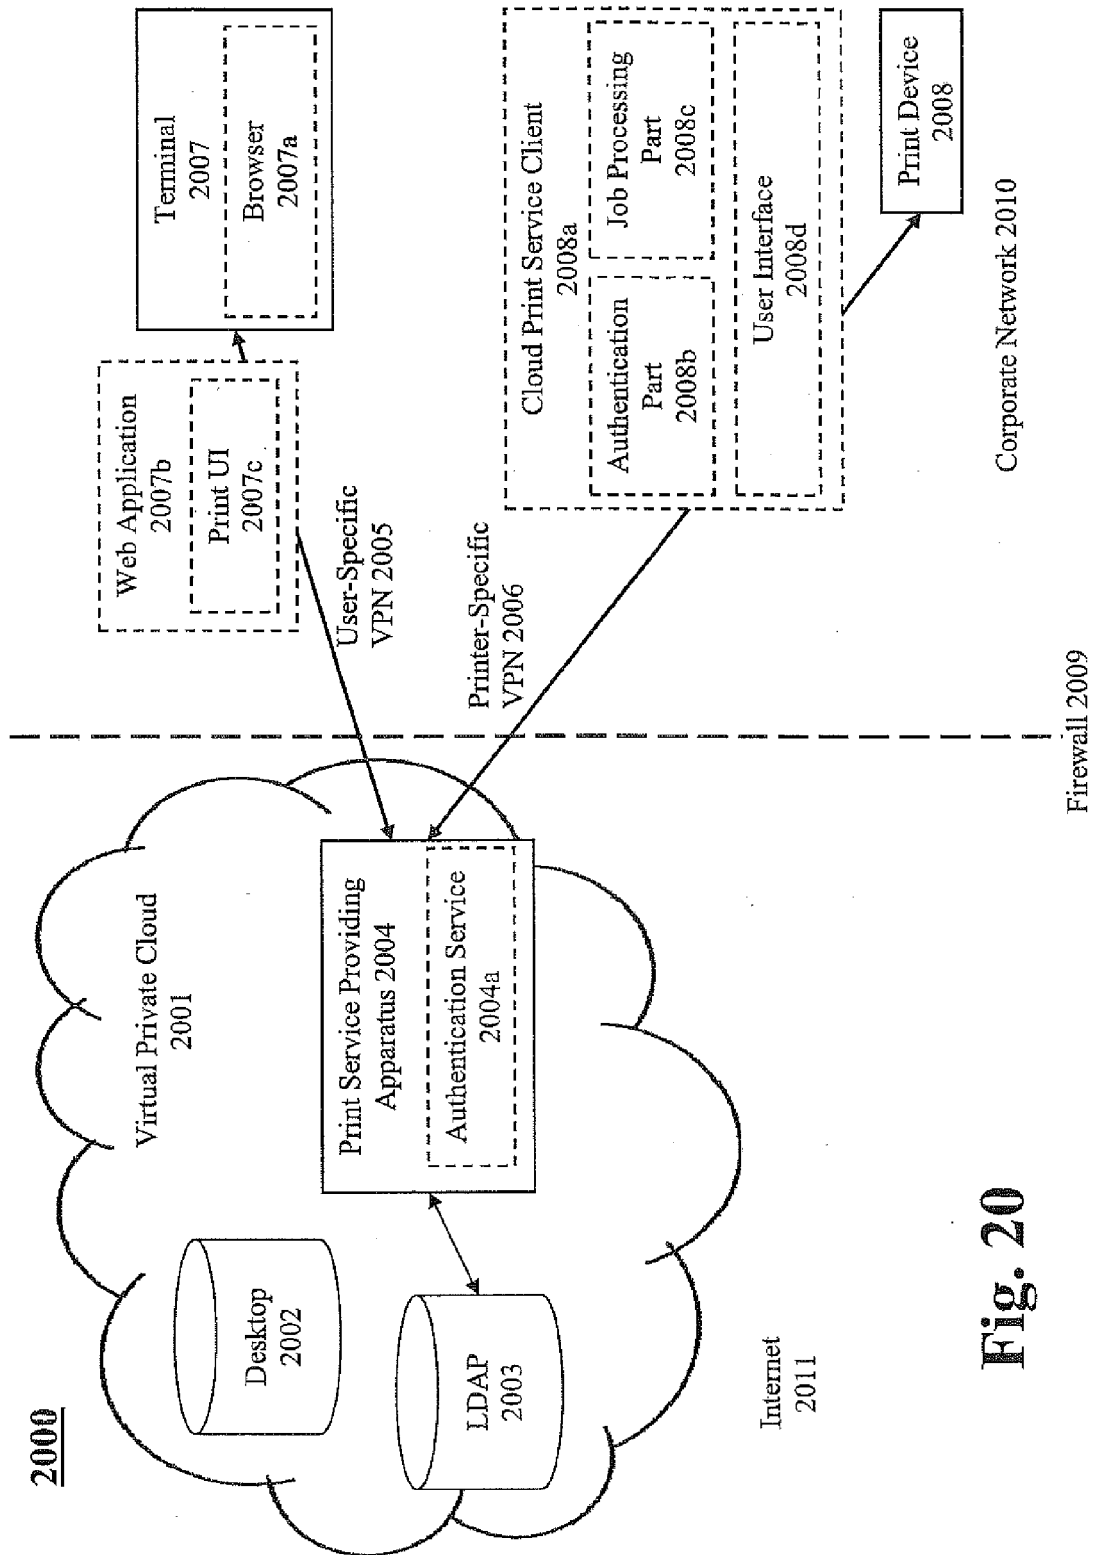 2000
Virtual Private Cloud
2001
Desktop
2002
LDAP
2003
Print Service Providing
Apparatus 2004
Authentication Service
2004a
Internet
2011
Firewall 2009
User-Specific
VPN 2005
Printer-Specific
VPN 2006
Web Application
2007b
Print UI
2007c
Terminal
2007
Browser
2007a
Cloud Print Service Client
2008a
Authentication
Part
2008b
Job Processing
Part
2008c
User Interface
2008d
Print Device
2008
Corporate Network 2010
Fig. 20